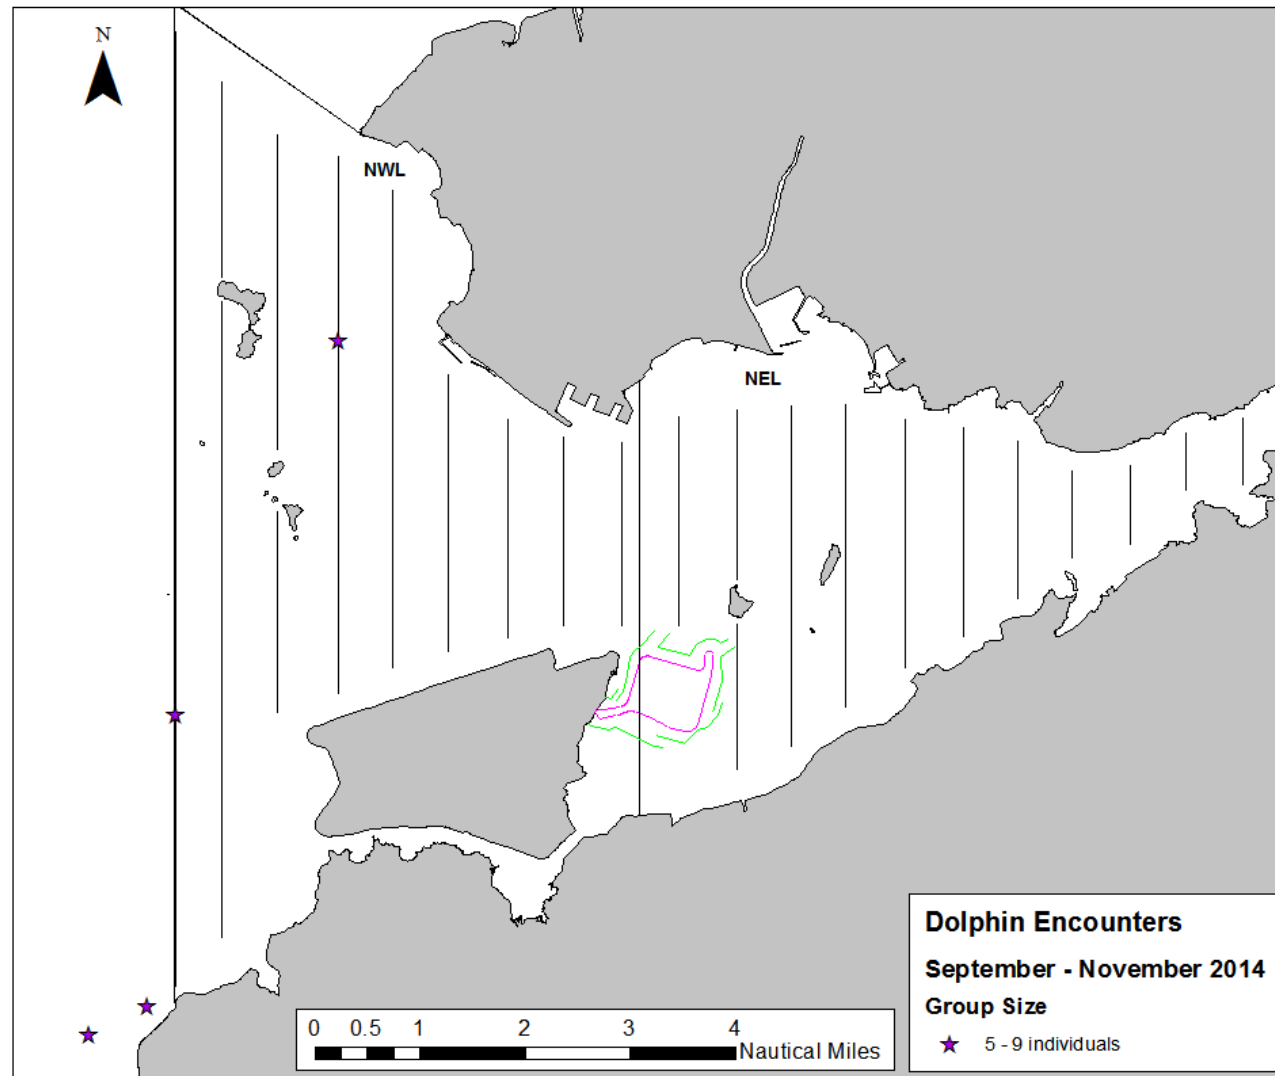 N
NWL
NEL
Dolphin Encounters
September - November 2014
Group Size
5 - 9 individuals
0 0.5 1 2 3 4
Nautical Miles